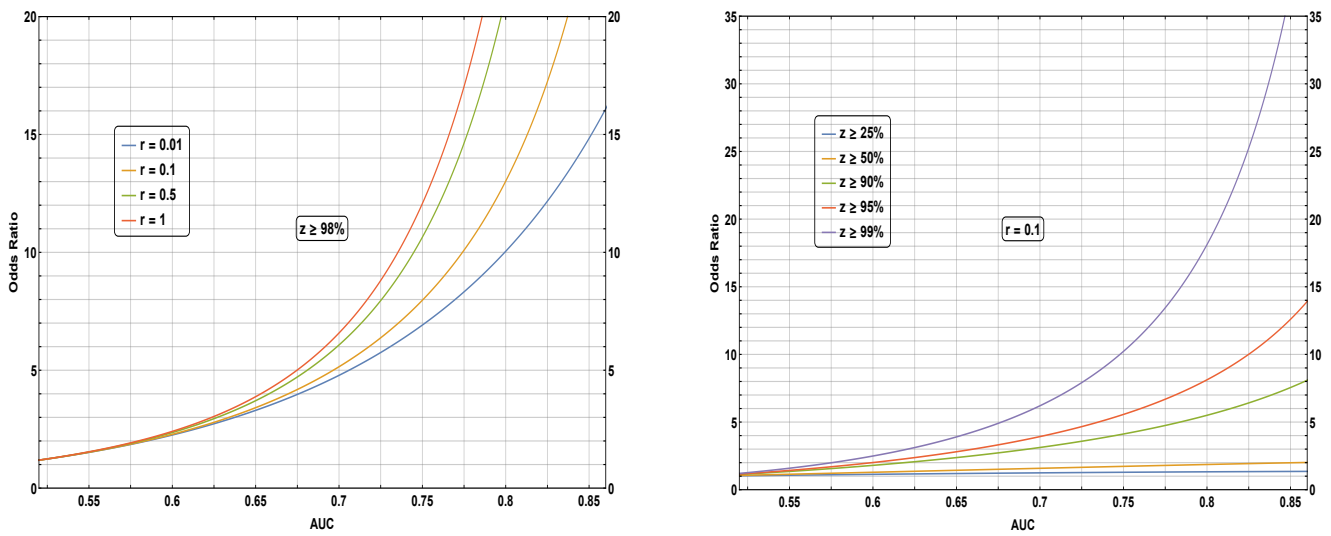 20
15
10
5
0
20
15
10
5
0
Odds Ratio
r = 0.01
r = 0.1
r = 0.5
r = 1
z ≥ 98%
0.55
0.6
0.65
0.7
0.75
0.8
0.85
AUC
35
30
25
20
15
10
5
0
35
30
25
20
15
10
5
0
Odds Ratio
z ≥ 25%
z ≥ 50%
z ≥ 90%
z ≥ 95%
z ≥ 99%
r = 0.1
0.55
0.6
0.65
0.7
0.75
0.8
0.85
AUC